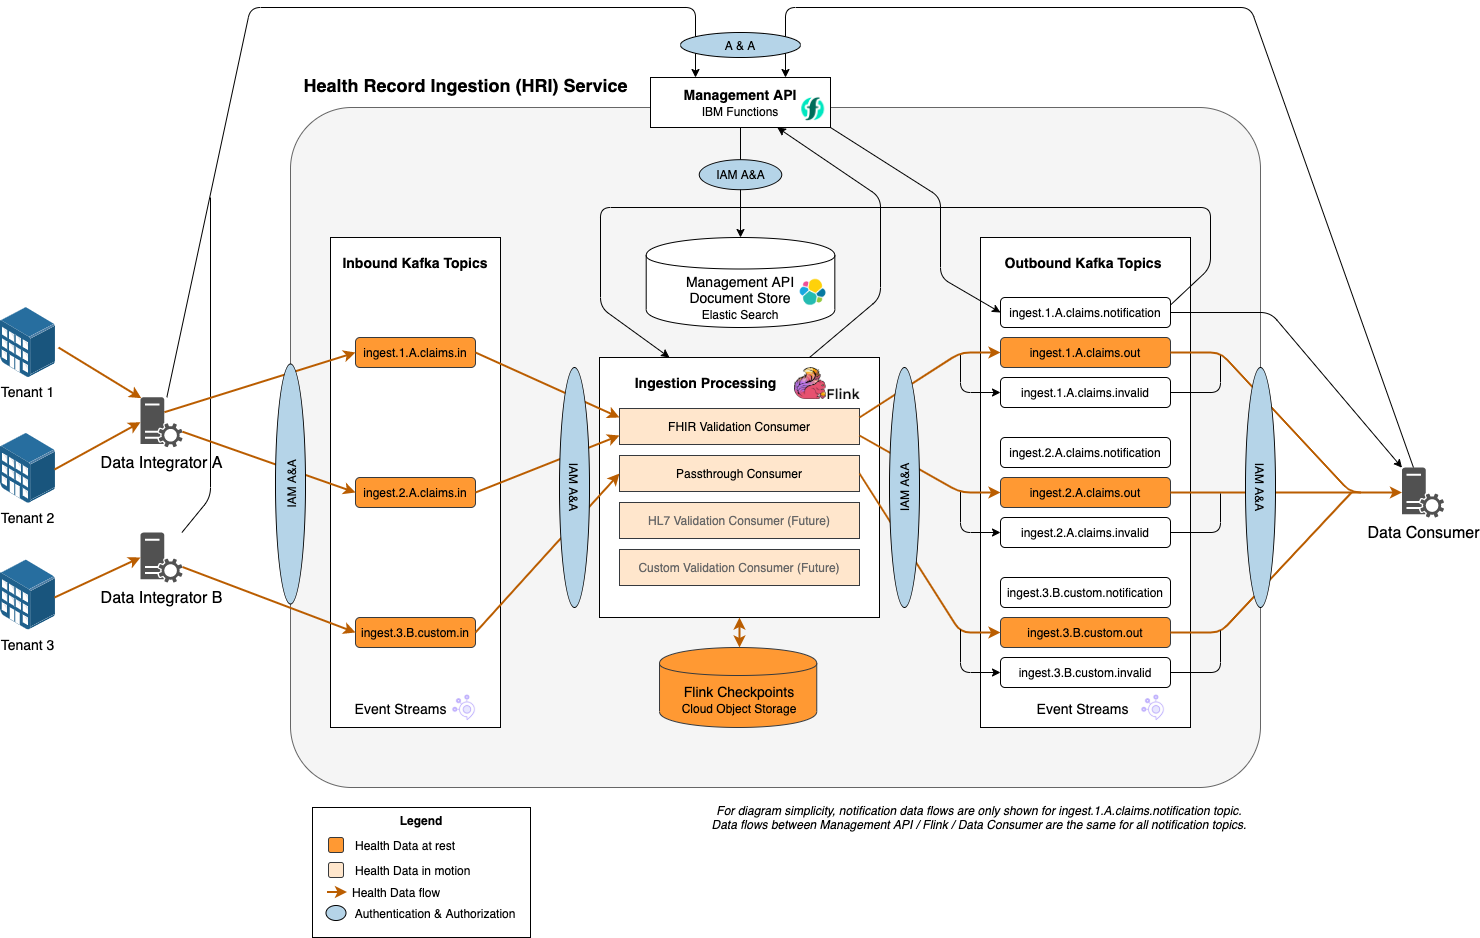 A & A
Health Record Ingestion (HRI) Service
Management API
IBM Functions
IAM A&A
Inbound Kafka Topics
ingest.1.A.claims.in
ingest.2.A.claims.in
ingest.3.B.custom.in
Event Streams
Management API
Document Store
Elastic Search
Outbound Kafka Topics
ingest.1.A.claims.notification
ingest.1.A.claims.out
ingest.1.A.claims.invalid
ingest.2.A.claims.notification
ingest.2.A.claims.out
ingest.2.A.claims.invalid
ingest.3.B.custom.notification
ingest.3.B.custom.out
ingest.3.B.custom.invalid
Event Streams
Tenant 1
Tenant 2
Tenant 3
Data Integrator A
Data Integrator B
IAM A&A
IAM A&A
Ingestion Processing
Flink
FHIR Validation Consumer
Passthrough Consumer
HL7 Validation Consumer (Future)
Custom Validation Consumer (Future)
Flink Checkpoints
Cloud Object Storage
IAM A&A
IAM A&A
Data Consumer
For diagram simplicity, notification data flows are only shown for ingest.1.A.claims.notification topic.
Data flows between Management API / Flink / Data Consumer are the same for all notification topics.
Legend
Health Data at rest
Health Data in motion
Health Data flow
Authentication & Authorization